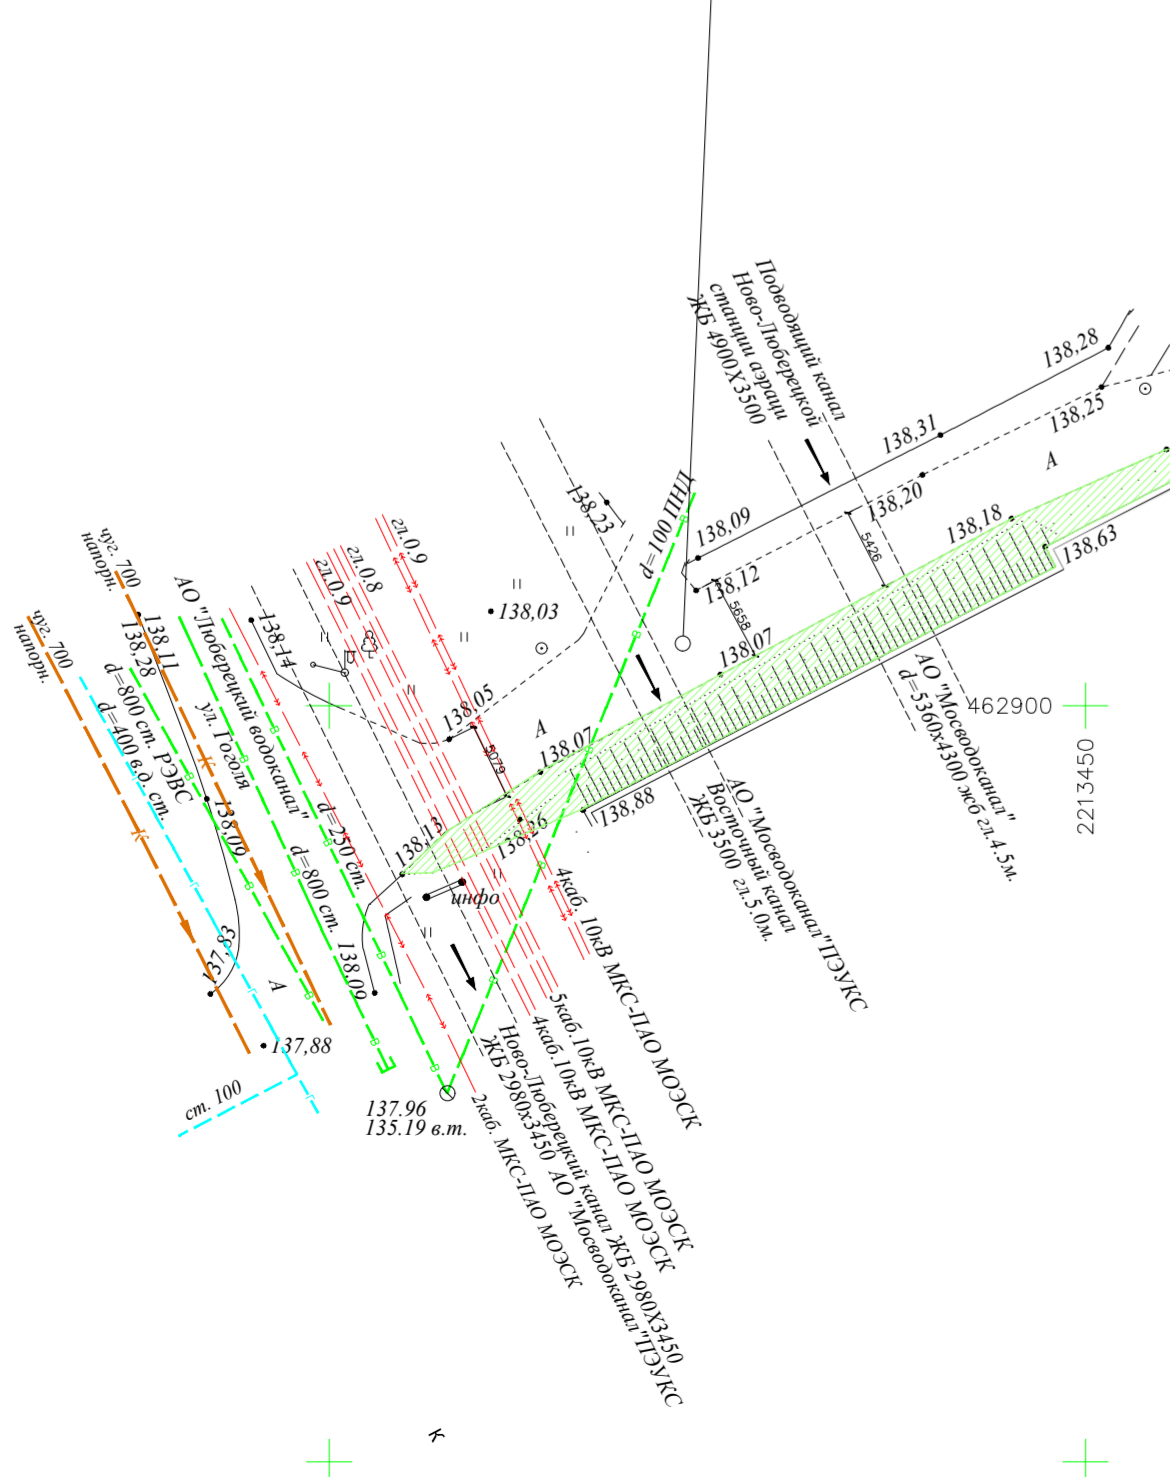 Подводящий канал
Ново-Люберецкой
станции аэраци
ЖБ 4900X3500
138,28
138,25
138,31
А
138,20
138,23
d=100 ПНД
138,09
138,12
5426
138,18
138,63
5658
138,07
гл.0.9
гл.0.8
гл.0.9
138,03
чуг. 700
напорн.
чуг. 700
напорн.
138,11
138,28
АО "Люберецкий водоканал"
ул. Гоголя
138,14
d=800 ст. РЭВС
d=400 в.д. ст.
К
К
138,05
А
5079
138.07
462900
2213450
АО "Мосводоканал"
d=5360x4300 жб гл.4.5м.
138,88
138,26
138,13
d=250 ст.
d=800 ст.
138,09
инфо
АО "Мосводоканал"ПЭУКС
Восточный канал
ЖБ 3500 гл.5.0м.
4каб. 10кВ МКС-ПАО МОЭСК
137,83
А
138,09
137,88
ст. 100
137.96
135.19 в.т.
5каб.10кВ МКС-ПАО МОЭСК
4каб.10кВ МКС-ПАО МОЭСК
Ново-Люберецкий канал ЖБ 2980X3450
ЖБ 2980х3450 АО "Мосводоканал"ПЭУКС
2каб. МКС-ПАО МОЭСК
К